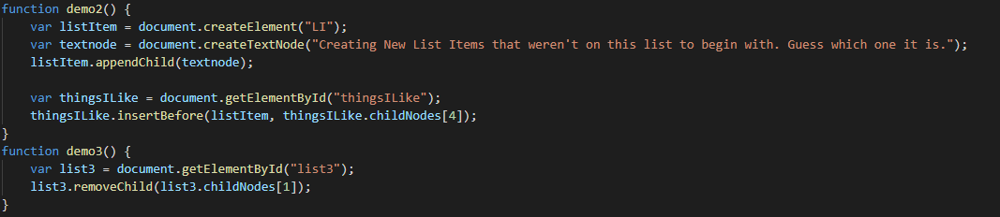 function demo2() {
    var listItem = document.createElement("LI");
    var textnode = document.createTextNode("Creating New List Items that weren't on this list to begin with. Guess which one it is.");
    listItem.appendChild(textnode);

    var thingsILike = document.getElementById("thingsILike");
    thingsILike.insertBefore(listItem, thingsILike.childNodes[4]);
}
function demo3() {
    var list3 = document.getElementById("list3");
    list3.removeChild(list3.childNodes[1]);
}